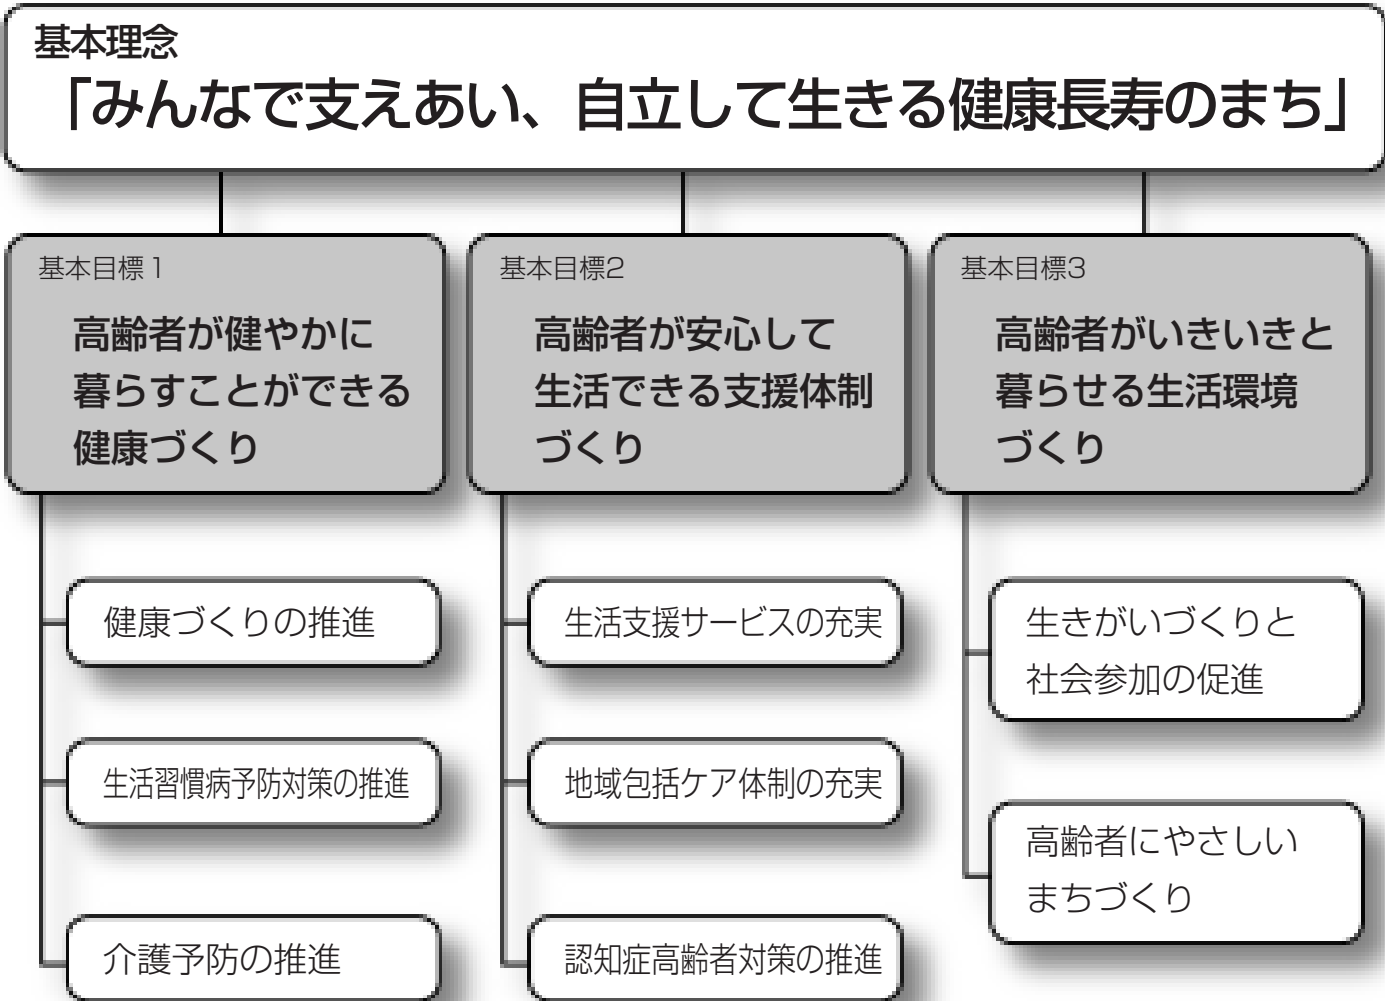 基本理念
「みんなで支えあい、自立して生きる健康長寿のまち」
基本目標1
高齢者が健やかに
暮らすことができる
健康づくり
健康づくりの推進
生活習慣病予防対策の推進
介護予防の推進
基本目標2
高齢者が安心して
生活できる支援体制
づくり
生活支援サービスの充実
地域包括ケア体制の充実
認知症高齢者対策の推進
基本目標3
高齢者がいきいきと
暮らせる生活環境
づくり
生きがいづくりと
社会参加の促進
高齢者にやさしい
まちづくり